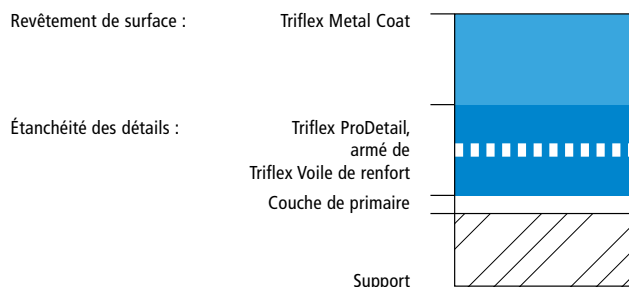 Revêtement de surface : Triflex Metal Coat
Étanchéité des détails : Triflex ProDetail,
armé de
Triflex Voile de renfort
Couche de primaire
Support